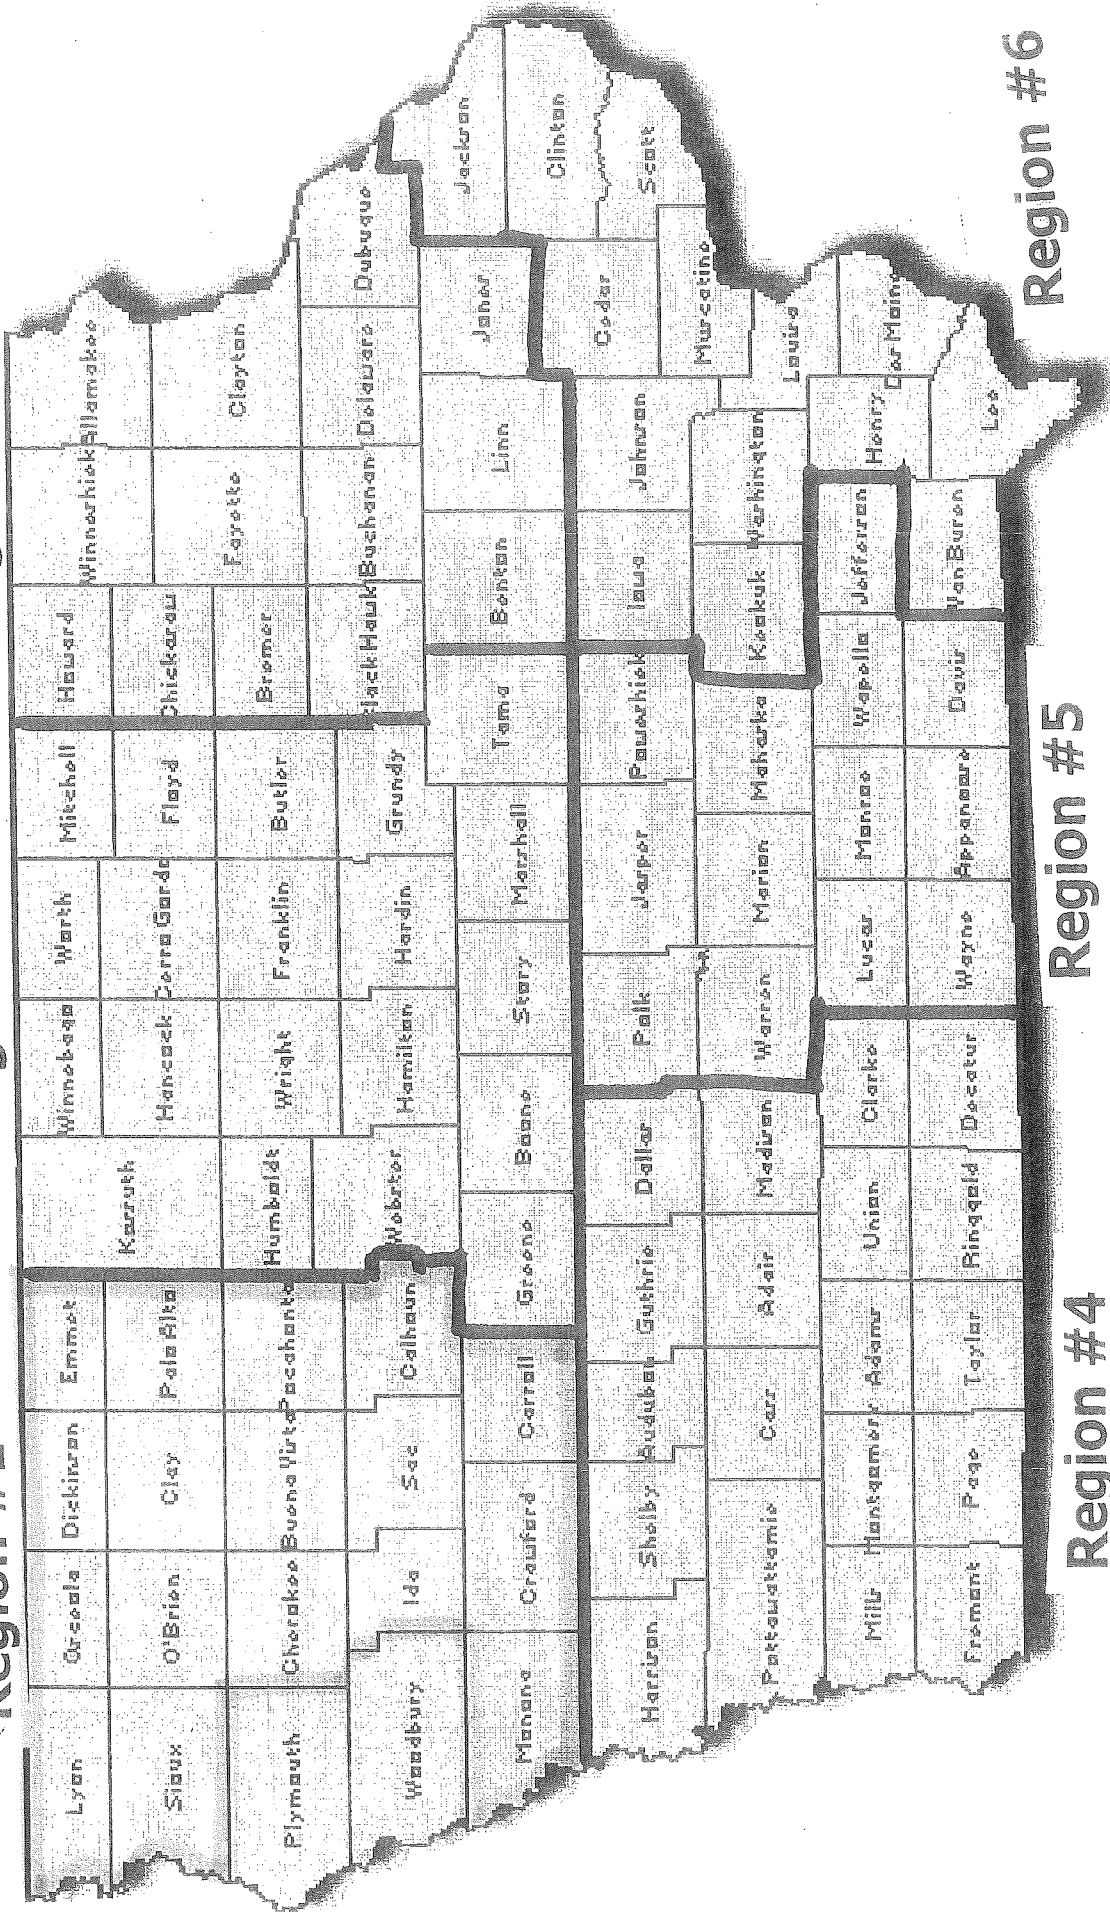 Lyon
Osceola
Dickinson
Emmet
Winnebago
Worth
Mitchell
Howard
Winneshiek
Allamakee
Kossuth
Sioux
O'Brien
Clay
Palo Alto
Hancock
Cerro Gordo
Floyd
Chickasaw
Plymouth
Cherokee
Buena Vista
Pocahontas
Humboldt
Wright
Franklin
Butler
Bremer
Fayette
Clayton
Woodbury
Ida
Sac
Calhoun
Webster
Hamilton
Hardin
Grundy
Black Hawk
Buchanan
Delaware
Dubuque
Monona
Crawford
Carroll
Greene
Boone
Story
Marshall
Tama
Benton
Linn
Jones
Jackson
Clinton
Harrison
Shelby
Audubon
Guthrie
Dallas
Polk
Jasper
Poweshiek
Iowa
Johnson
Cedar
Scott
Muscatine
Pottawattamie
Cass
Adair
Madison
Warren
Marion
Mahaska
Keokuk
Washington
Louisa
Mills
Montgomery
Adams
Union
Clarke
Lucas
Monroe
Wapello
Jefferson
Henry
Des Moines
Fremont
Page
Taylor
Ringgold
Decatur
Wayne
Appanoose
Davis
Van Buren
Lee
Region #4
Region #5
Region #6